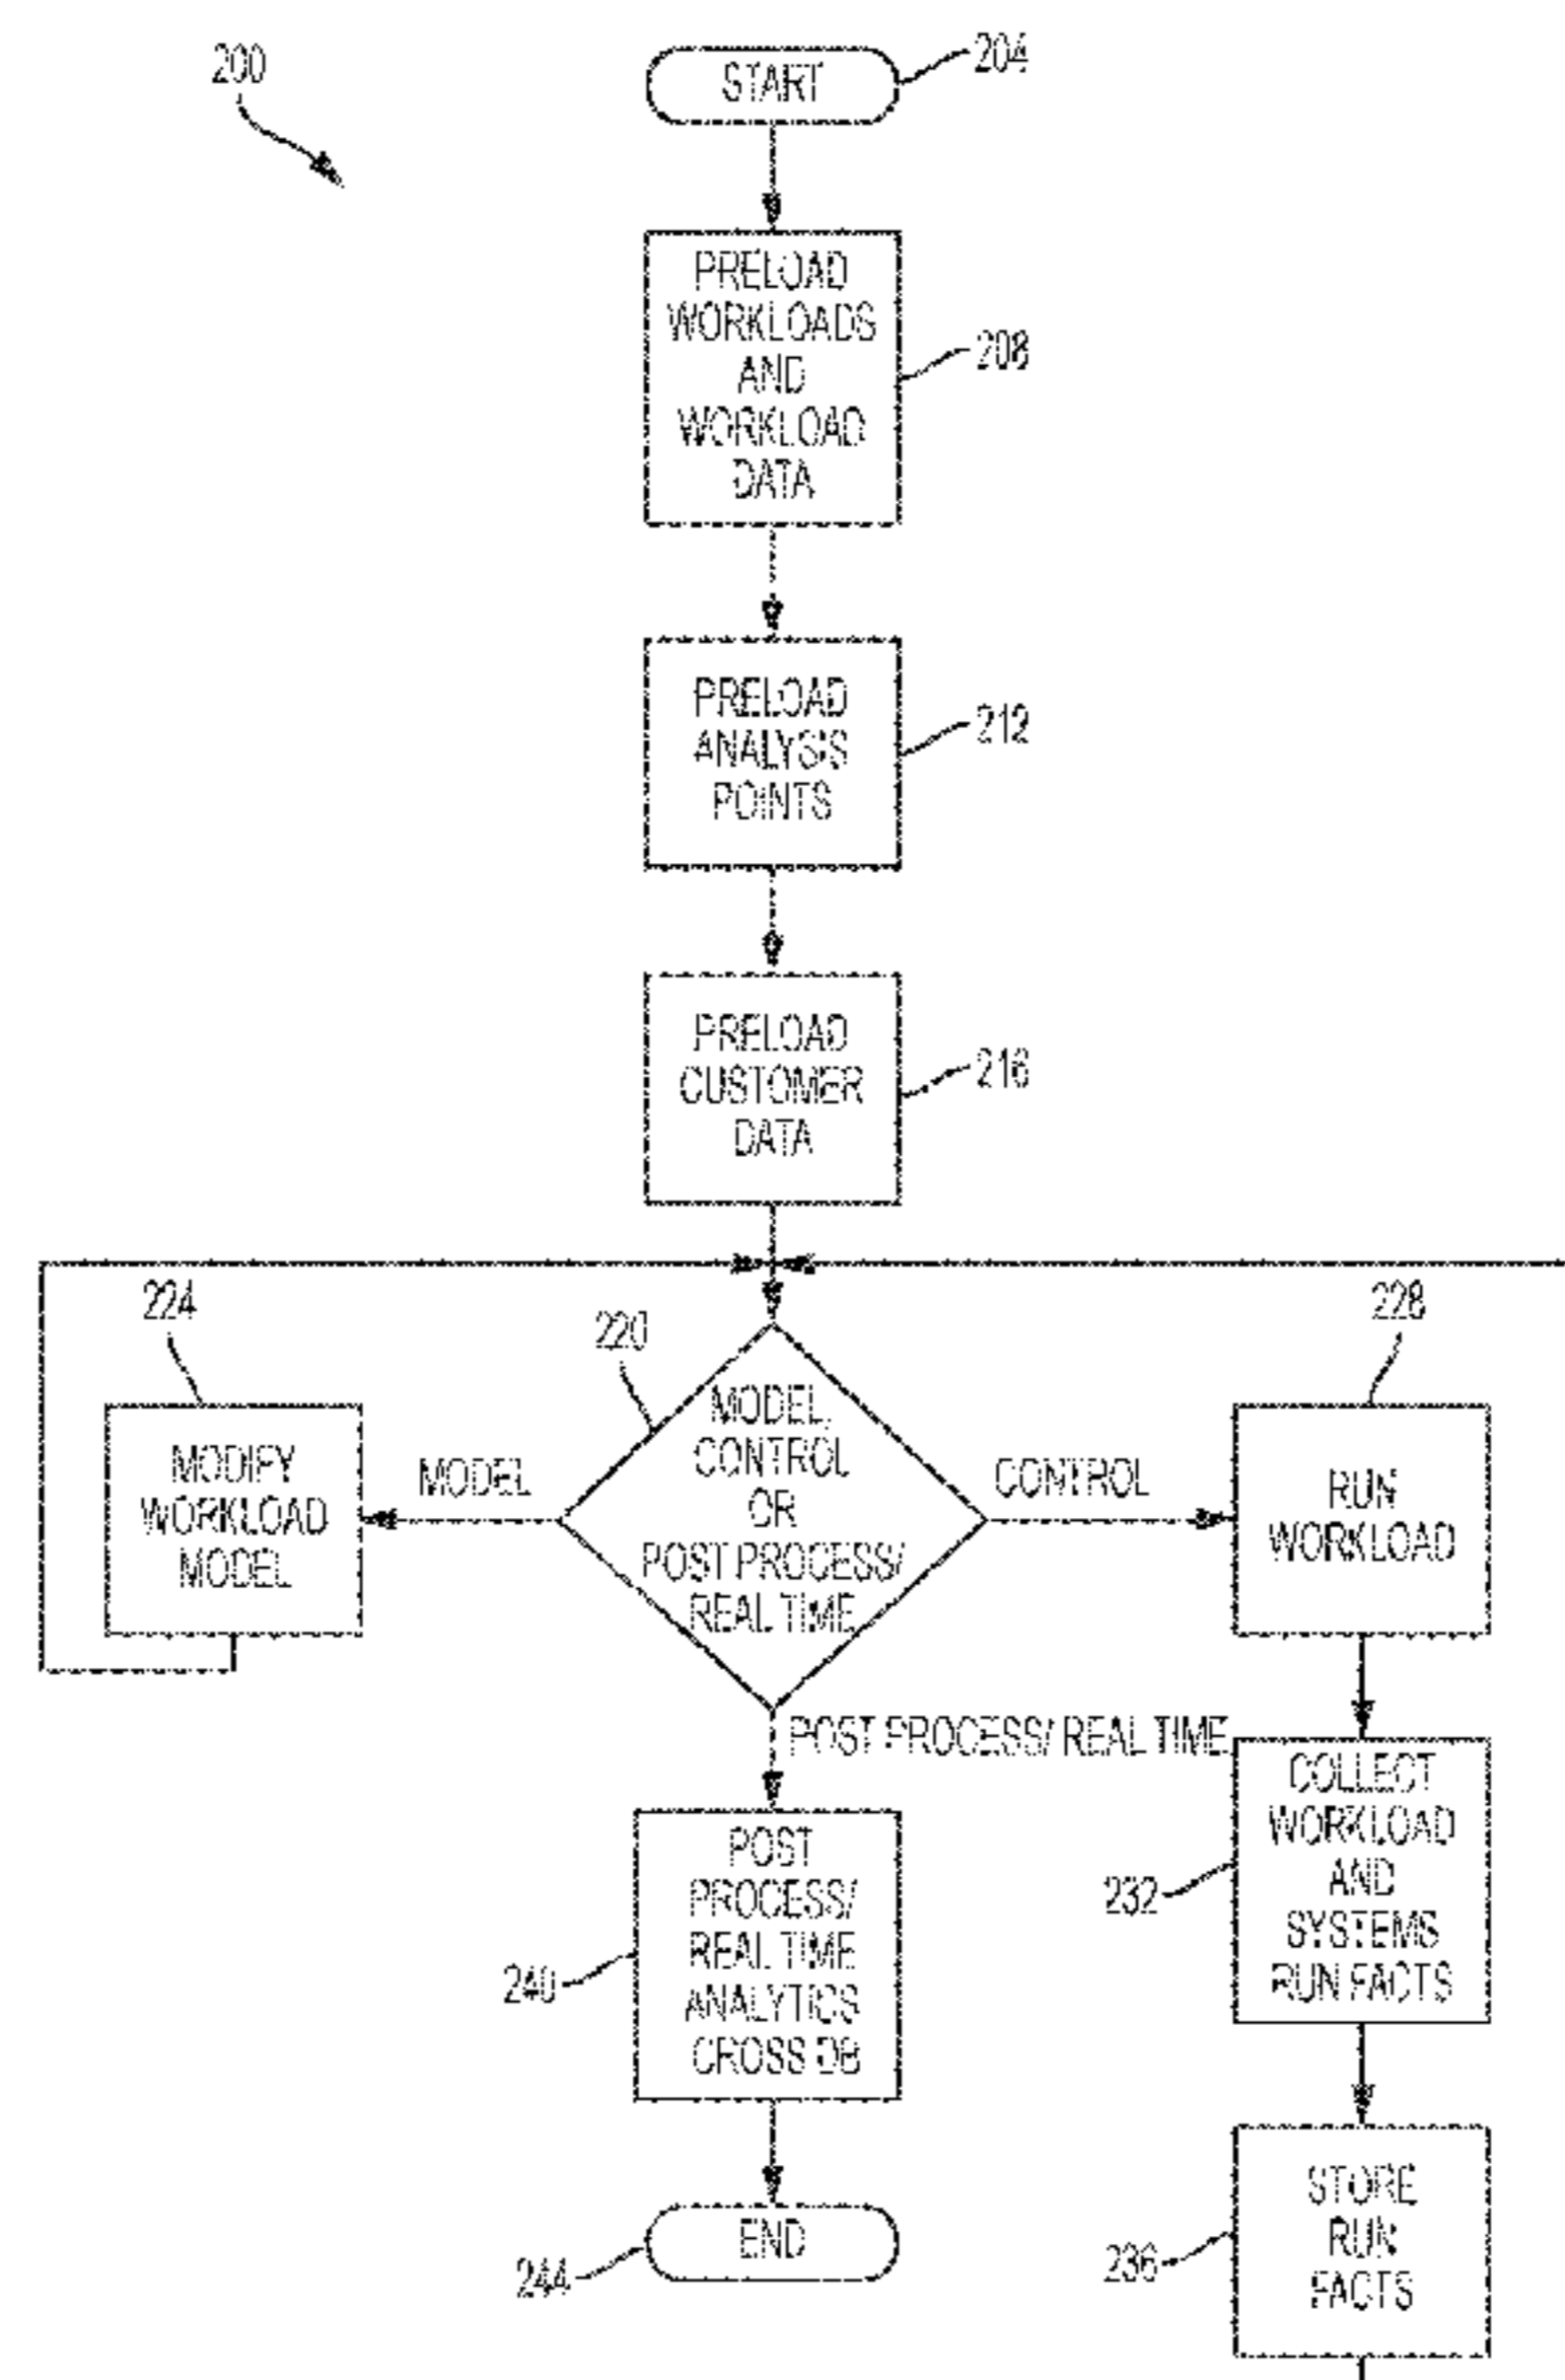 200
START
204
PRELOAD
WORKLOADS
AND
WORKLOAD
DATA
208
PRELOAD
ANALYSIS
POINTS
212
PRELOAD
CUSTOMER
DATA
216
224
220
228
MODIFY
WORKLOAD
MODEL
MODEL
MODEL,
CONTROL
OR
POST PROCESS/
REAL TIME
CONTROL
RUN
WORKLOAD
POST PROCESS/ REAL TIME
POST
PROCESS/
REAL TIME
ANALYTICS
CROSS DB
240
COLLECT
WORKLOAD
AND
SYSTEMS
RUN FACTS
232
END
244
STORE
RUN
FACTS
236